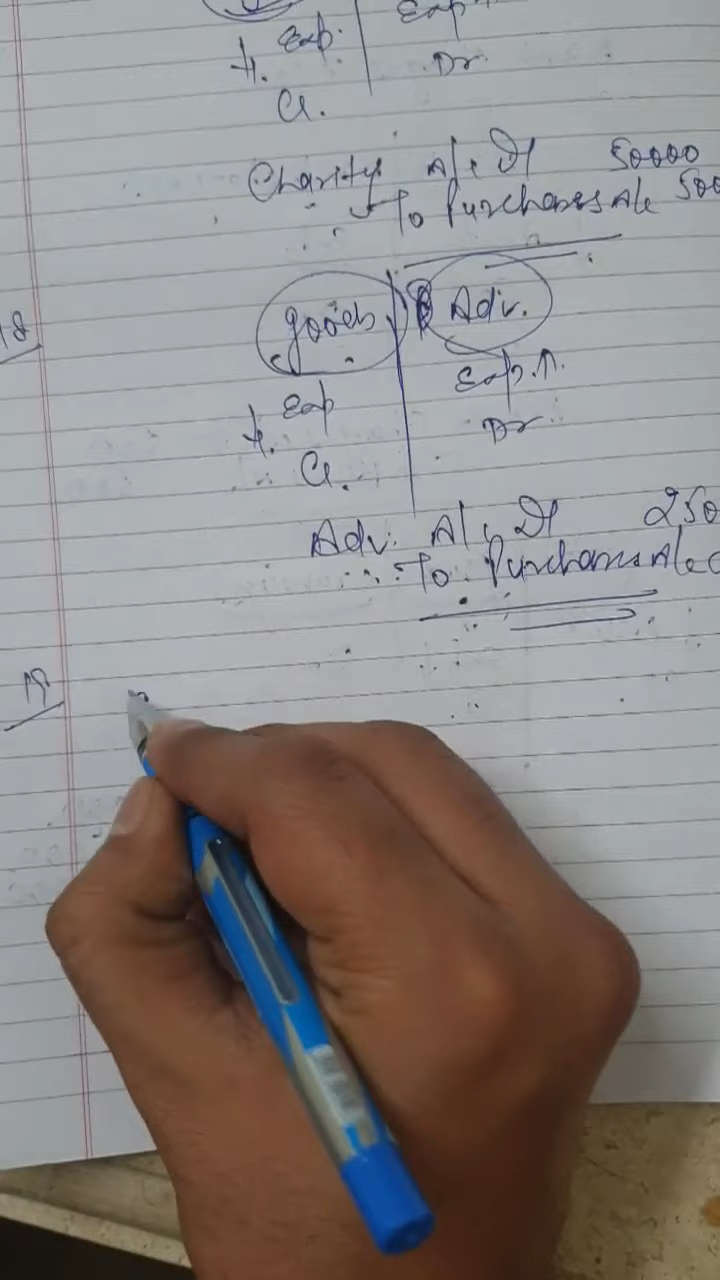 Exp. Exp
↓. Dr.
Cr.
Charity A/c Dr 50000
To Purchases A/c 500
18
goods Adv.
Exp Exp.↑.
↓. Dr
Cr.
Adv. A/c Dr 250
To Purchases A/c
19